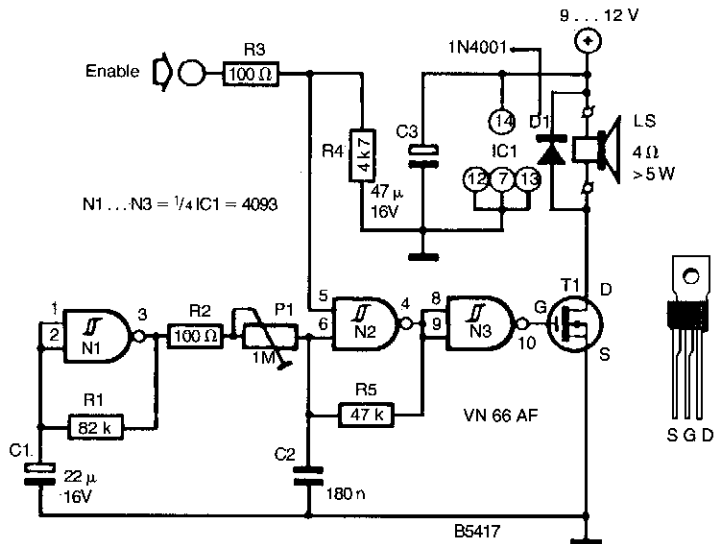 9 . . . 12 V
1N4001
R3
Enable
100 Ω
14
D1
LS
C3
R4
4k7
IC1
4 Ω
> 5 W
12 7 13
47 μ
16V
N1 . . . N3 = 1/4 IC1 = 4093
T1
D
1
2
3
R2
P1
5
6
4
8
9
G
N1
100 Ω
1M
N2
N3
10
S
R1
82 k
R5
47 k
VN 66 AF
S G D
C1
22 μ
16V
C2
180 n
B5417